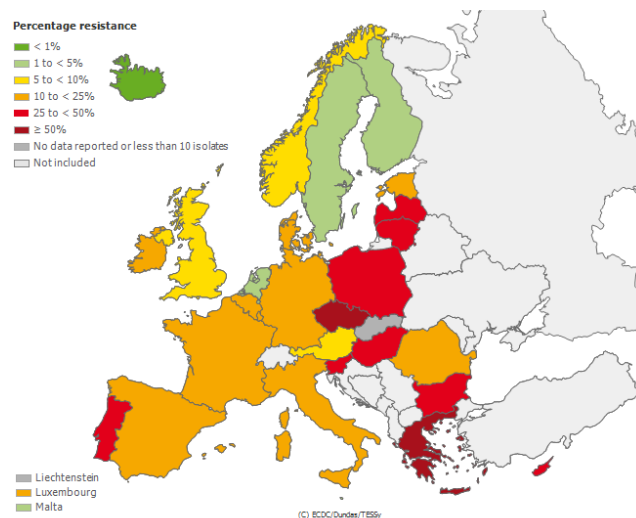 Percentage resistance
< 1%
1 to < 5%
5 to < 10%
10 to < 25%
25 to < 50%
≥ 50%
No data reported or less than 10 isolates
Not included
Liechtenstein
Luxembourg
Malta
(C) ECDC/Dundas/TESSy